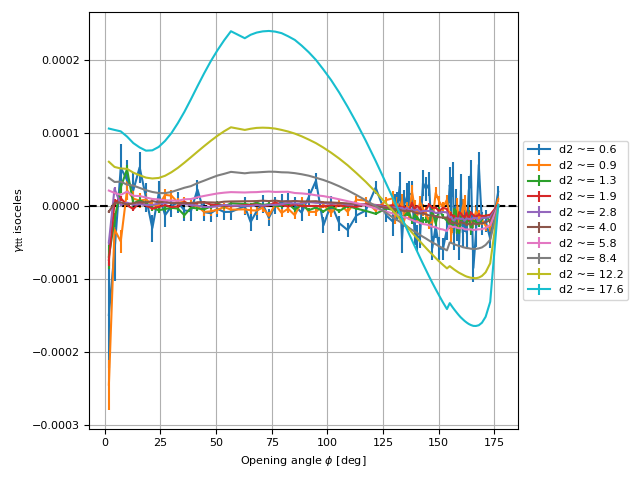 0.0002
0.0001
0.0000
−0.0001
−0.0002
−0.0003
γttt isoceles
0 25 50 75 100 125 150 175
Opening angle ϕ [deg]
d2 ~= 0.6
d2 ~= 0.9
d2 ~= 1.3
d2 ~= 1.9
d2 ~= 2.8
d2 ~= 4.0
d2 ~= 5.8
d2 ~= 8.4
d2 ~= 12.2
d2 ~= 17.6